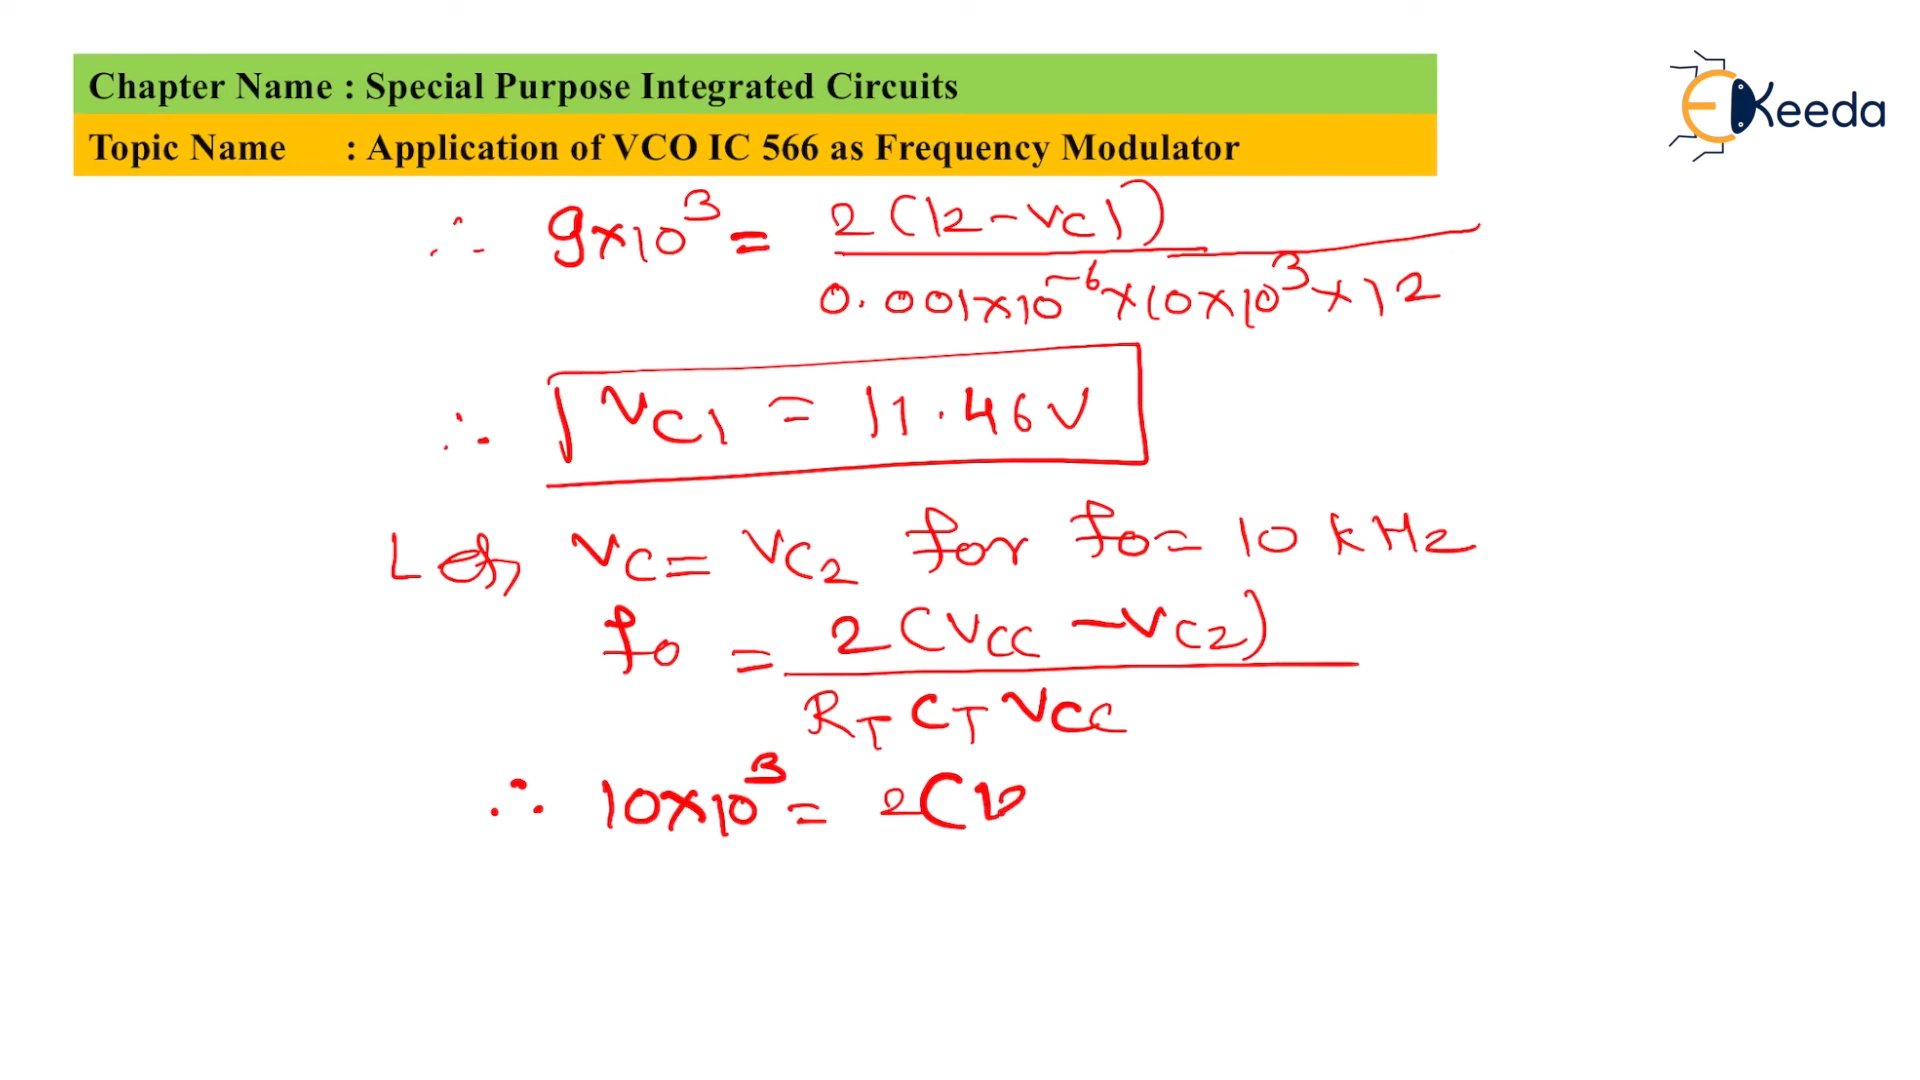 Chapter Name : Special Purpose Integrated Circuits
Keeda
Topic Name : Application of VCO IC 566 as Frequency Modulator
∴ 9×10³ = 2(12-VC1) / 0.001×10⁻⁶×10×10³×12
∴ VC1 = 11.46V
Let, VC = VC2 for fo = 10 kHz
fo = 2(VCC - VC2) / RT CT VCC
∴ 10×10³ = 2(12